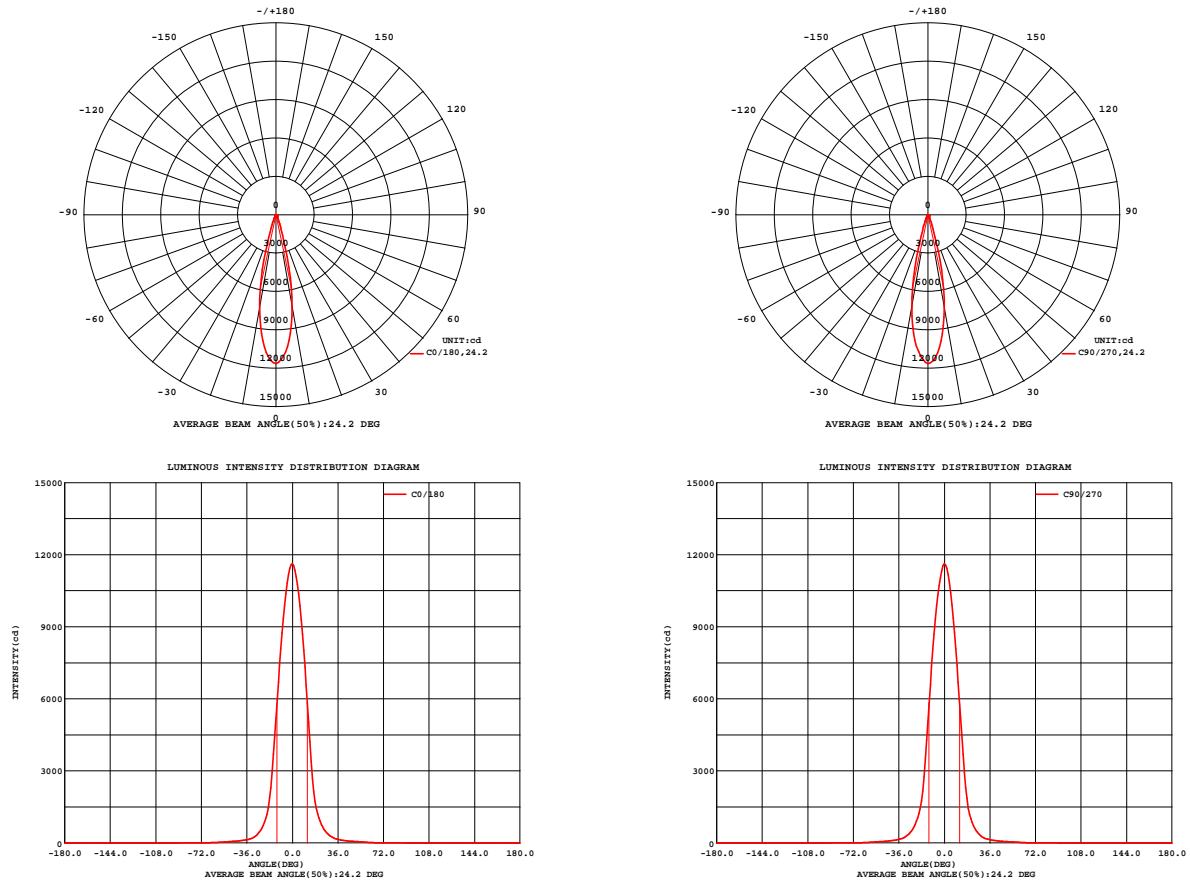 -/+180
-150 150
-120 120
-90 90
-60 60
-30 30
0
3000
6000
9000
12000
15000
0
UNIT:cd
C0/180,24.2
AVERAGE BEAM ANGLE(50%):24.2 DEG
-/+180
-150 150
-120 120
-90 90
-60 60
-30 30
0
3000
6000
9000
12000
15000
0
UNIT:cd
C90/270,24.2
AVERAGE BEAM ANGLE(50%):24.2 DEG
LUMINOUS INTENSITY DISTRIBUTION DIAGRAM
C0/180
INTENSITY(cd)
15000
12000
9000
6000
3000
0
-180.0 -144.0 -108.0 -72.0 -36.0 0.0 36.0 72.0 108.0 144.0 180.0
ANGLE(DEG)
AVERAGE BEAM ANGLE(50%):24.2 DEG
LUMINOUS INTENSITY DISTRIBUTION DIAGRAM
C90/270
INTENSITY(cd)
15000
12000
9000
6000
3000
0
-180.0 -144.0 -108.0 -72.0 -36.0 0.0 36.0 72.0 108.0 144.0 180.0
ANGLE(DEG)
AVERAGE BEAM ANGLE(50%):24.2 DEG